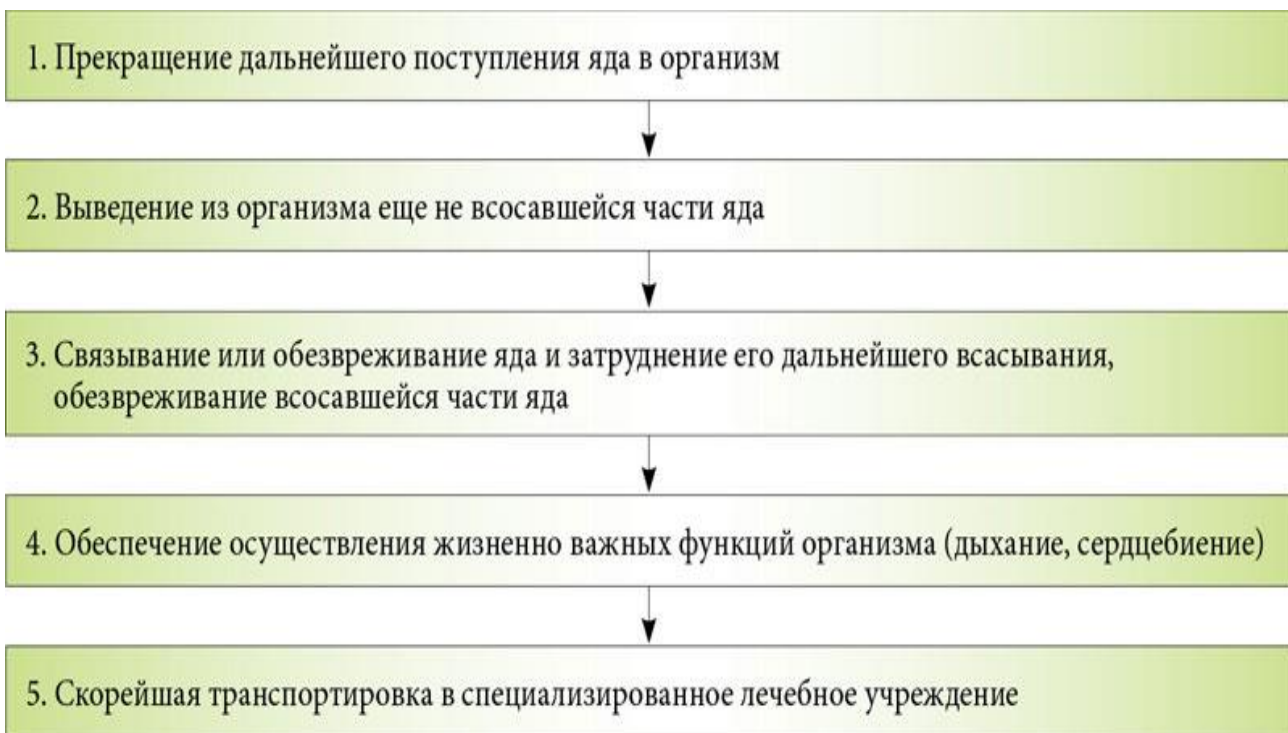 1. Прекращение дальнейшего поступления яда в организм
2. Выведение из организма еще не всосавшейся части яда
3. Связывание или обезвреживание яда и затруднение его дальнейшего всасывания,
обезвреживание всосавшейся части яда
4. Обеспечение осуществления жизненно важных функций организма (дыхание, сердцебиение)
5. Скорейшая транспортировка в специализированное лечебное учреждение